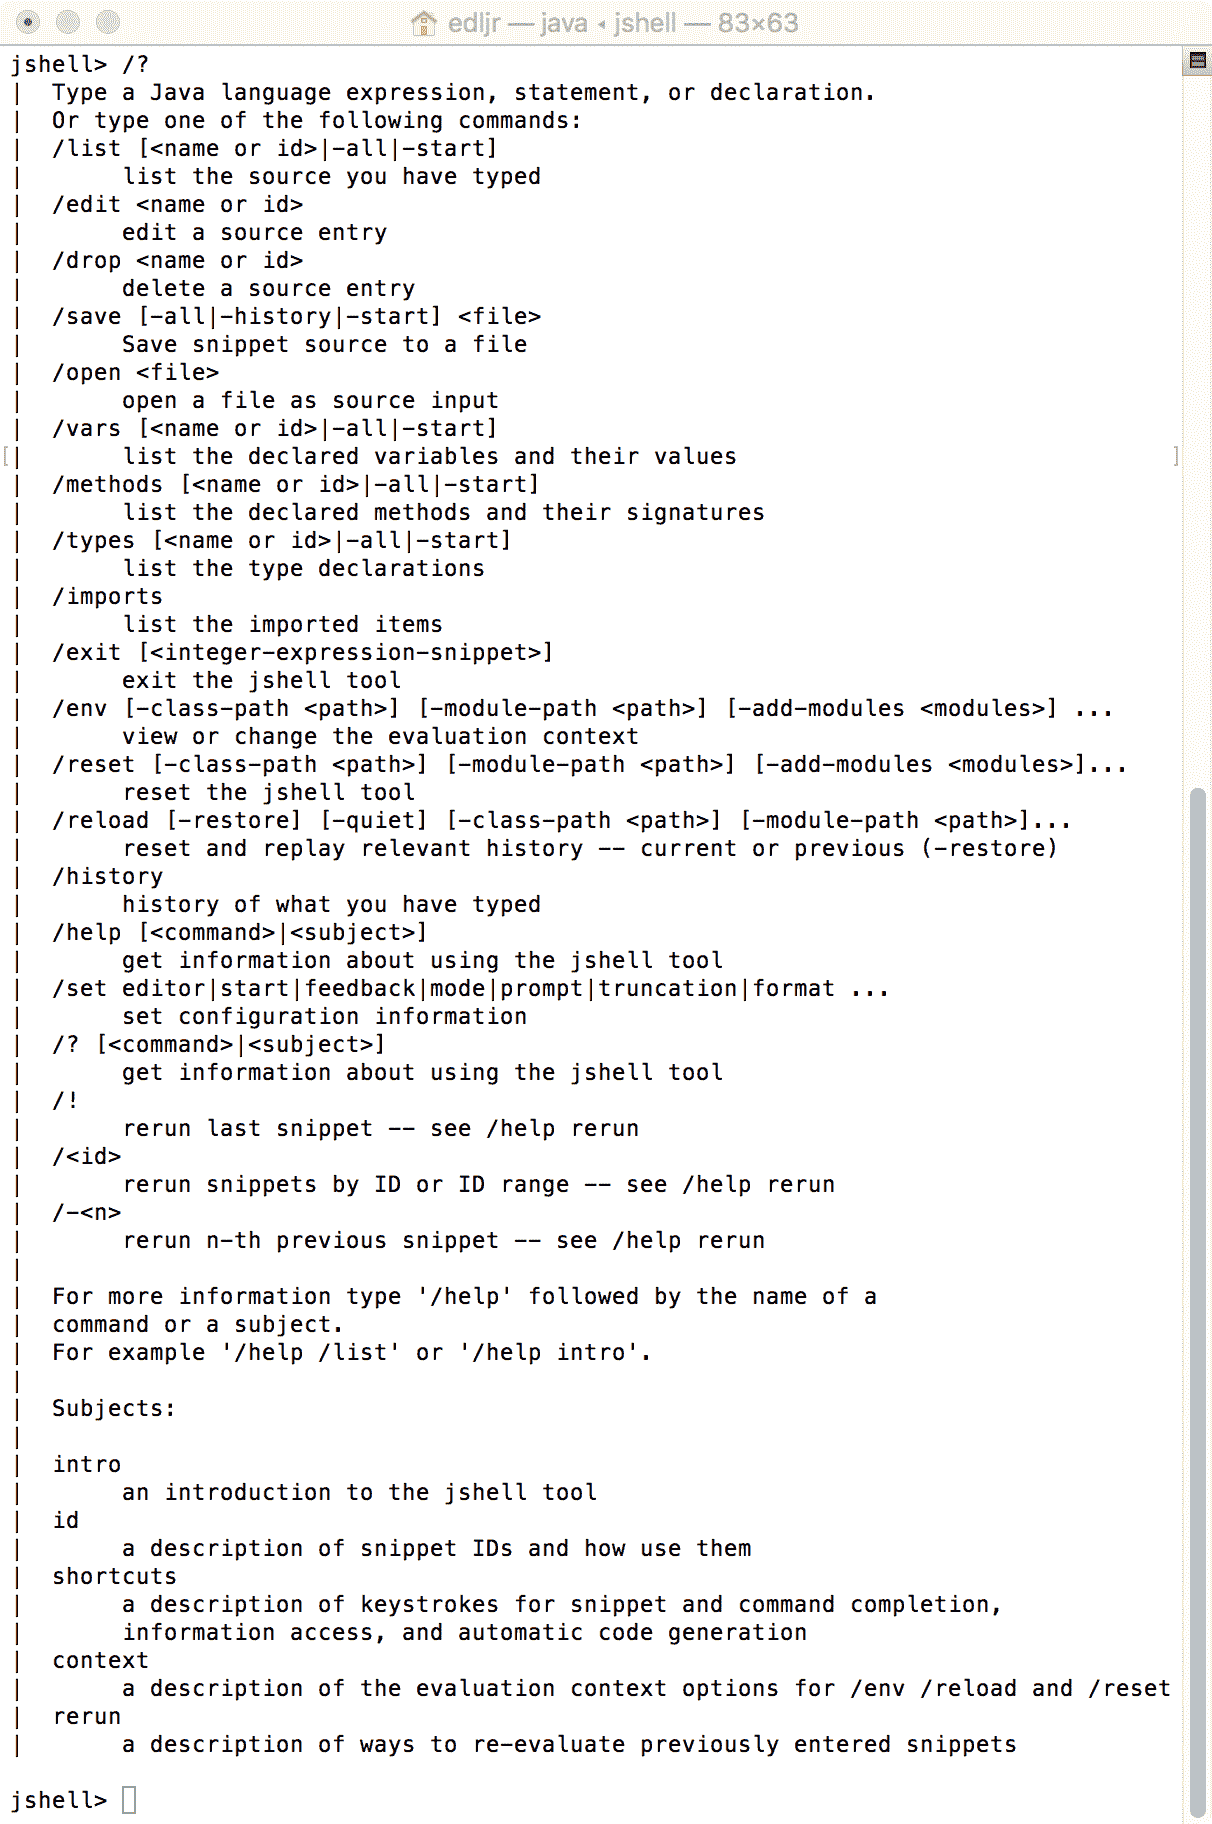 edljr — java ◂ jshell — 83×63
jshell> /?
|  Type a Java language expression, statement, or declaration.
|  Or type one of the following commands:
|  /list [<name or id>|-all|-start]
|       list the source you have typed
|  /edit <name or id>
|       edit a source entry
|  /drop <name or id>
|       delete a source entry
|  /save [-all|-history|-start] <file>
|       Save snippet source to a file
|  /open <file>
|       open a file as source input
|  /vars [<name or id>|-all|-start]
|       list the declared variables and their values
|  /methods [<name or id>|-all|-start]
|       list the declared methods and their signatures
|  /types [<name or id>|-all|-start]
|       list the type declarations
|  /imports
|       list the imported items
|  /exit [<integer-expression-snippet>]
|       exit the jshell tool
|  /env [-class-path <path>] [-module-path <path>] [-add-modules <modules>] ...
|       view or change the evaluation context
|  /reset [-class-path <path>] [-module-path <path>] [-add-modules <modules>]...
|       reset the jshell tool
|  /reload [-restore] [-quiet] [-class-path <path>] [-module-path <path>]...
|       reset and replay relevant history -- current or previous (-restore)
|  /history
|       history of what you have typed
|  /help [<command>|<subject>]
|       get information about using the jshell tool
|  /set editor|start|feedback|mode|prompt|truncation|format ...
|       set configuration information
|  /? [<command>|<subject>]
|       get information about using the jshell tool
|  /!
|       rerun last snippet -- see /help rerun
|  /<id>
|       rerun snippets by ID or ID range -- see /help rerun
|  /-<n>
|       rerun n-th previous snippet -- see /help rerun
|
|  For more information type '/help' followed by the name of a
|  command or a subject.
|  For example '/help /list' or '/help intro'.
|
|  Subjects:
|
|  intro
|       an introduction to the jshell tool
|  id
|       a description of snippet IDs and how use them
|  shortcuts
|       a description of keystrokes for snippet and command completion,
|       information access, and automatic code generation
|  context
|       a description of the evaluation context options for /env /reload and /reset
|  rerun
|       a description of ways to re-evaluate previously entered snippets
jshell>